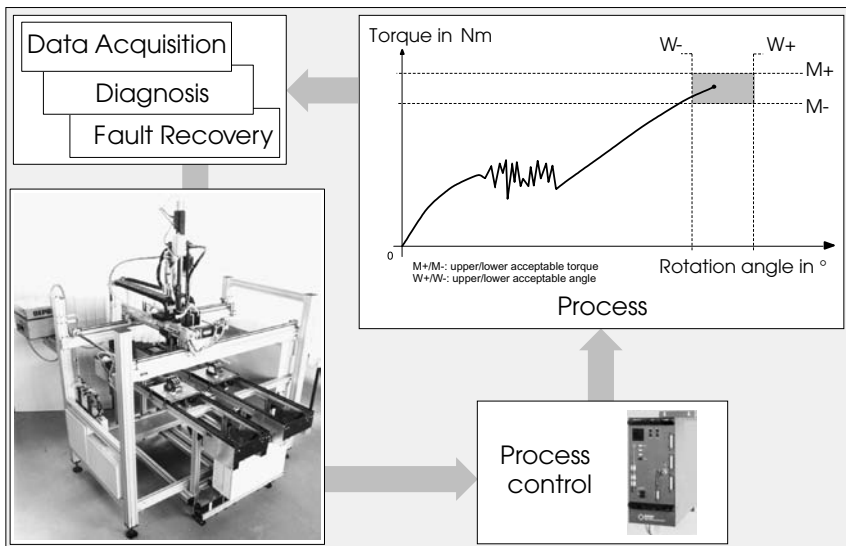 Data Acquisition
Diagnosis
Fault Recovery
Torque in Nm
W-
W+
M+
M-
0
M+/M-: upper/lower acceptable torque
W+/W-: upper/lower acceptable angle
Rotation angle in °
Process
Process
control